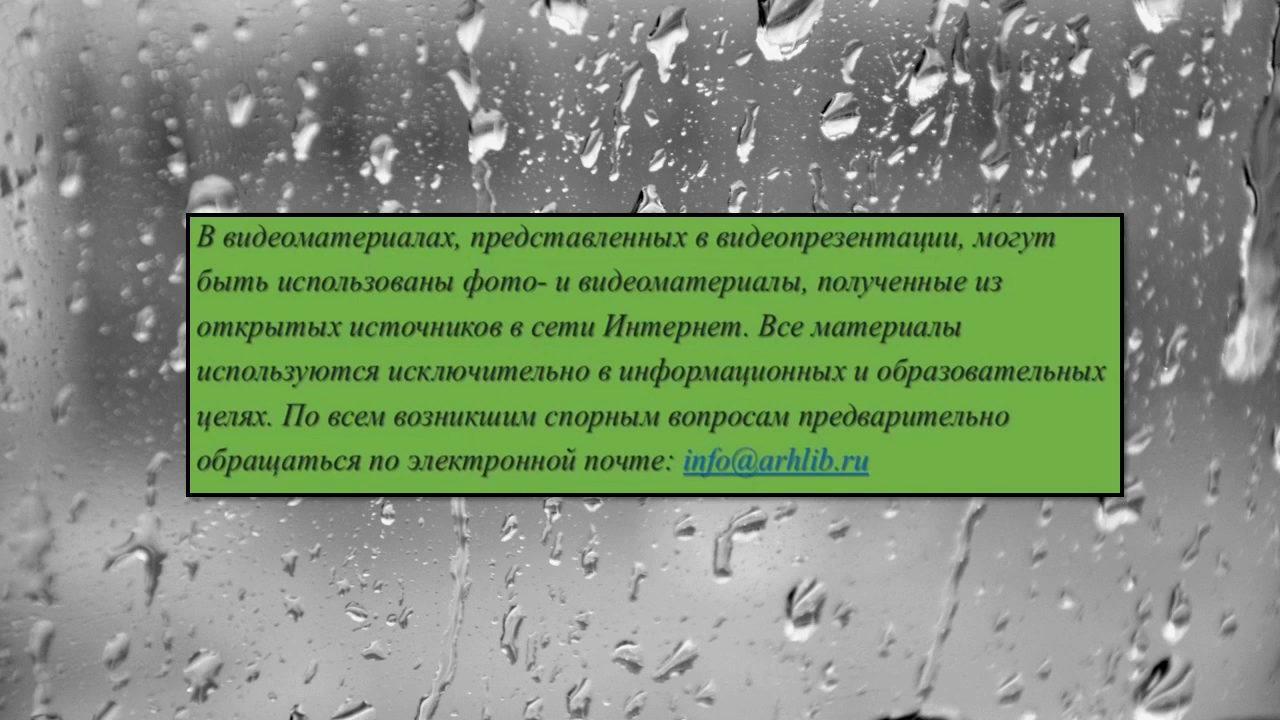 В видеоматериалах, представленных в видеопрезентации, могут
быть использованы фото- и видеоматериалы, полученные из
открытых источников в сети Интернет. Все материалы
используются исключительно в информационных и образовательных
целях. По всем возникшим спорным вопросам предварительно
обращаться по электронной почте: info@arhlib.ru